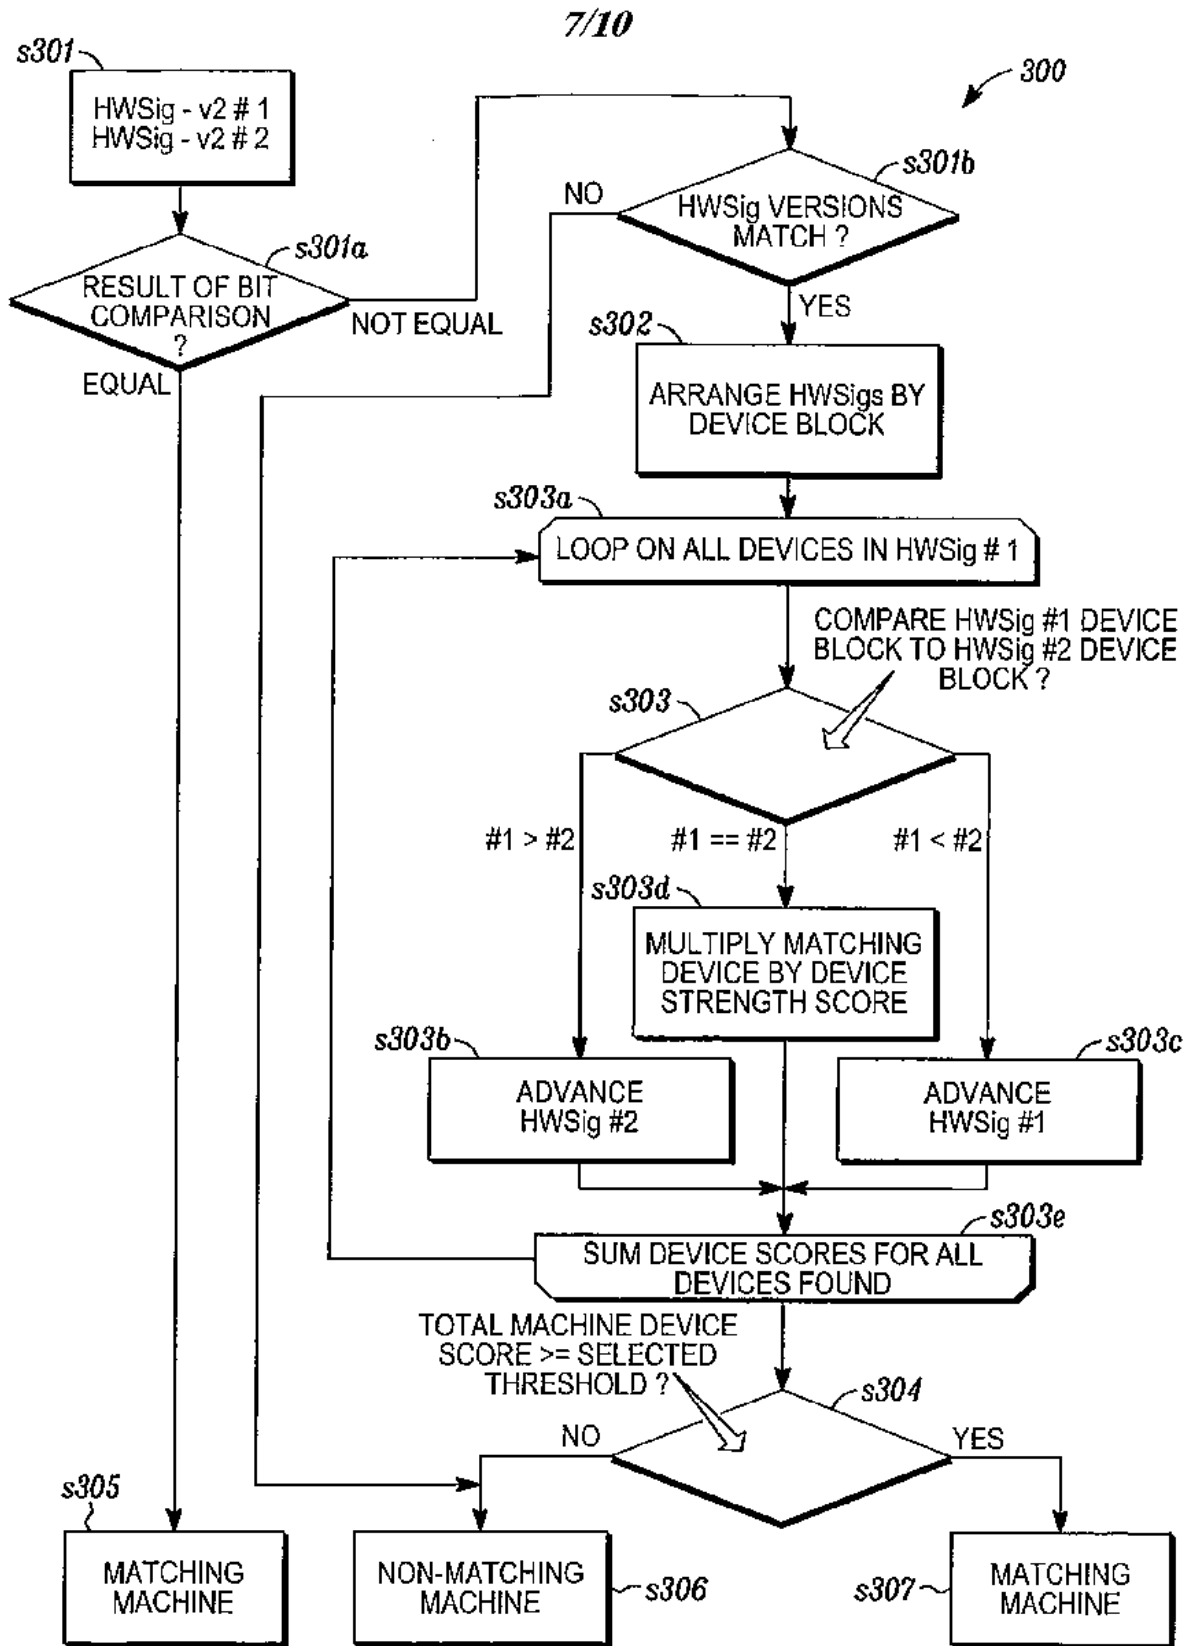 7/10
s301
300
HWSig - v2 # 1
HWSig - v2 # 2
s301b
NO
HWSig VERSIONS
MATCH ?
s301a
RESULT OF BIT
COMPARISON
?
NOT EQUAL
YES
EQUAL
s302
ARRANGE HWSigs BY
DEVICE BLOCK
s303a
LOOP ON ALL DEVICES IN HWSig # 1
COMPARE HWSig #1 DEVICE
BLOCK TO HWSig #2 DEVICE
BLOCK ?
s303
#1 > #2
#1 == #2
#1 < #2
s303d
MULTIPLY MATCHING
DEVICE BY DEVICE
STRENGTH SCORE
s303b
s303c
ADVANCE
HWSig #2
ADVANCE
HWSig #1
s303e
SUM DEVICE SCORES FOR ALL
DEVICES FOUND
TOTAL MACHINE DEVICE
SCORE >= SELECTED
THRESHOLD ?
s304
NO
YES
s305
MATCHING
MACHINE
NON-MATCHING
MACHINE
s306
s307
MATCHING
MACHINE